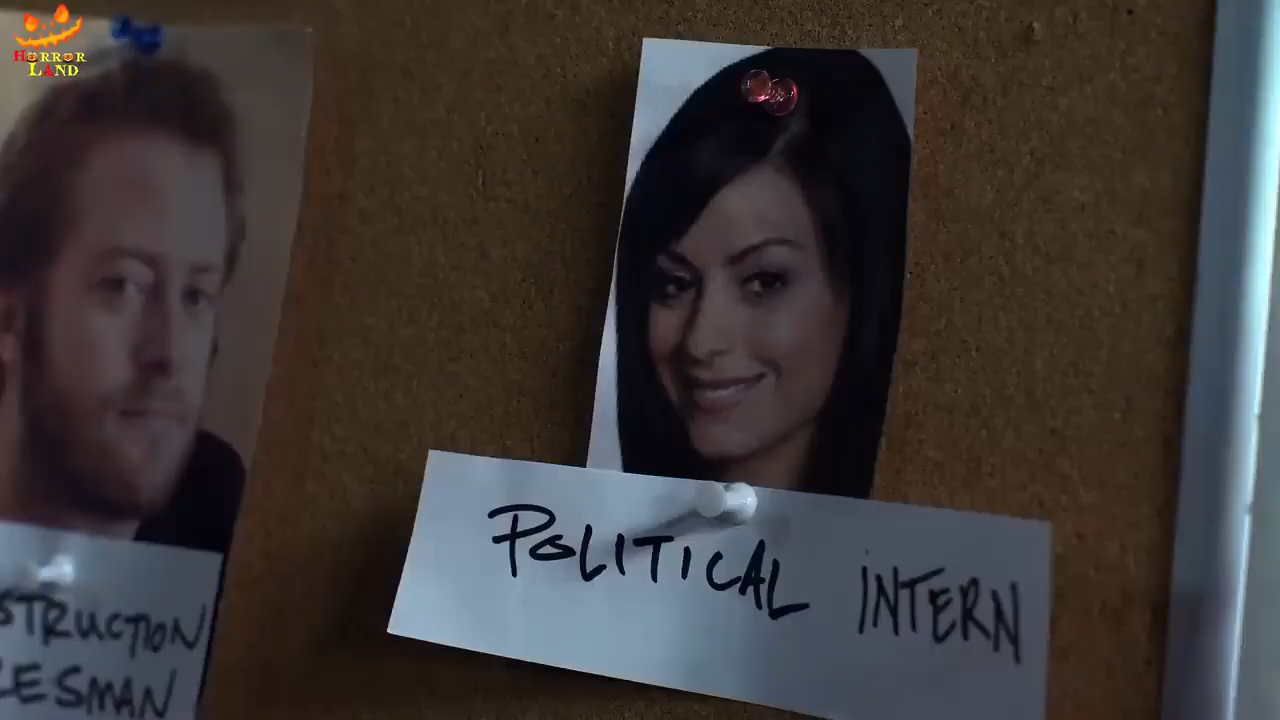 HORROR
LAND
POLITICAL INTERN
STRUCTION
ESMAN